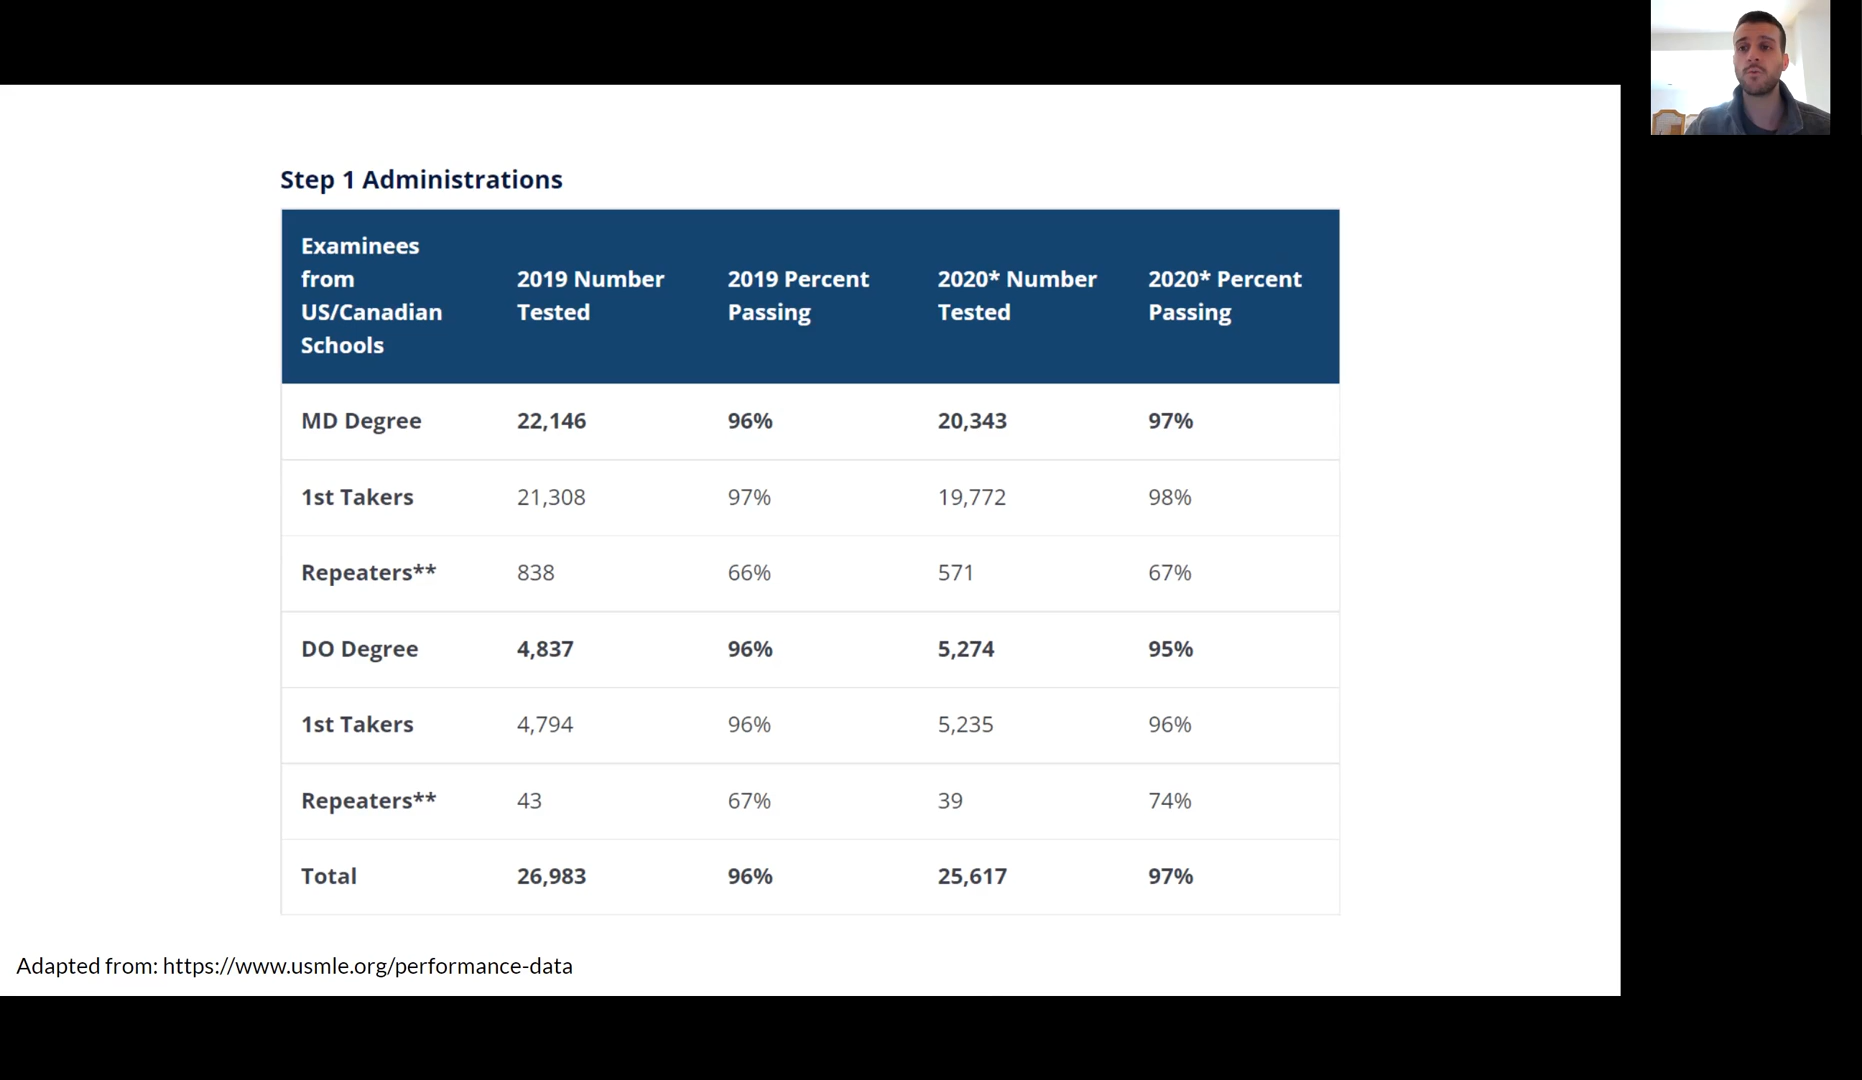 Step 1 Administrations
Examinees from US/Canadian Schools 2019 Number Tested 2019 Percent Passing 2020* Number Tested 2020* Percent Passing
MD Degree 22,146 96% 20,343 97%
1st Takers 21,308 97% 19,772 98%
Repeaters** 838 66% 571 67%
DO Degree 4,837 96% 5,274 95%
1st Takers 4,794 96% 5,235 96%
Repeaters** 43 67% 39 74%
Total 26,983 96% 25,617 97%
Adapted from: https://www.usmle.org/performance-data